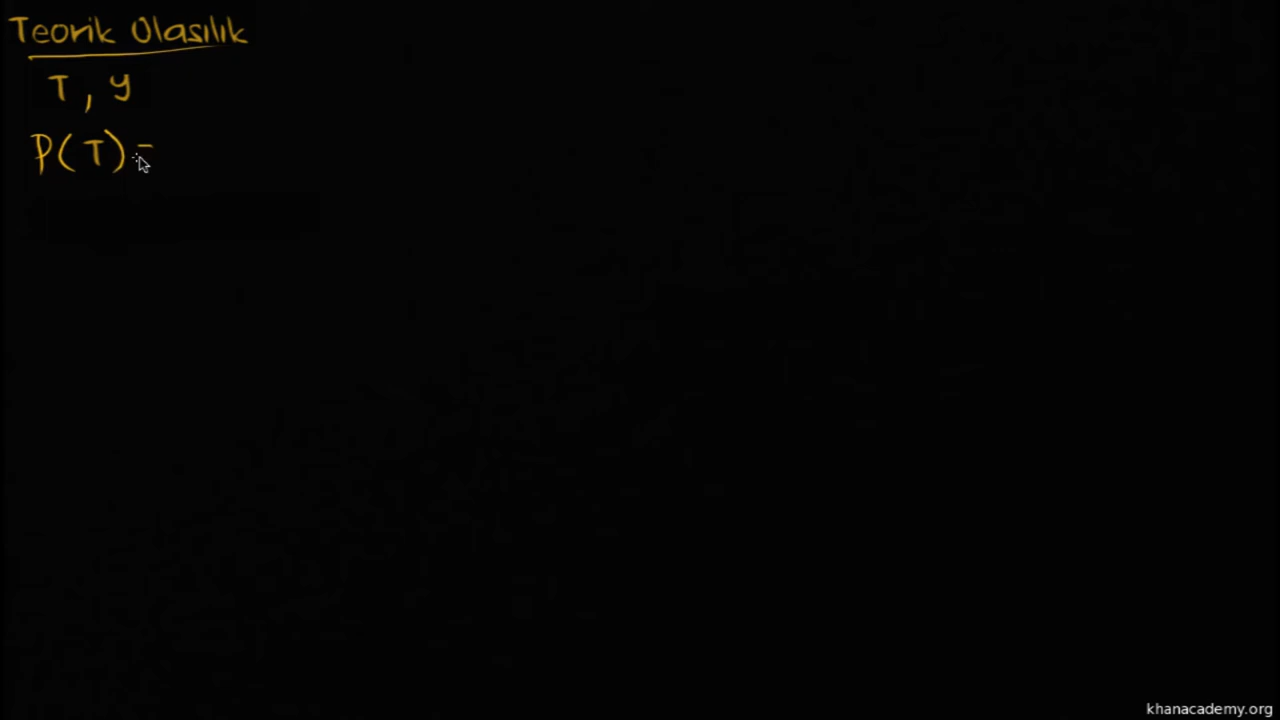 Teorik Olasılık
T, y
P(T)=
khanacademy.org